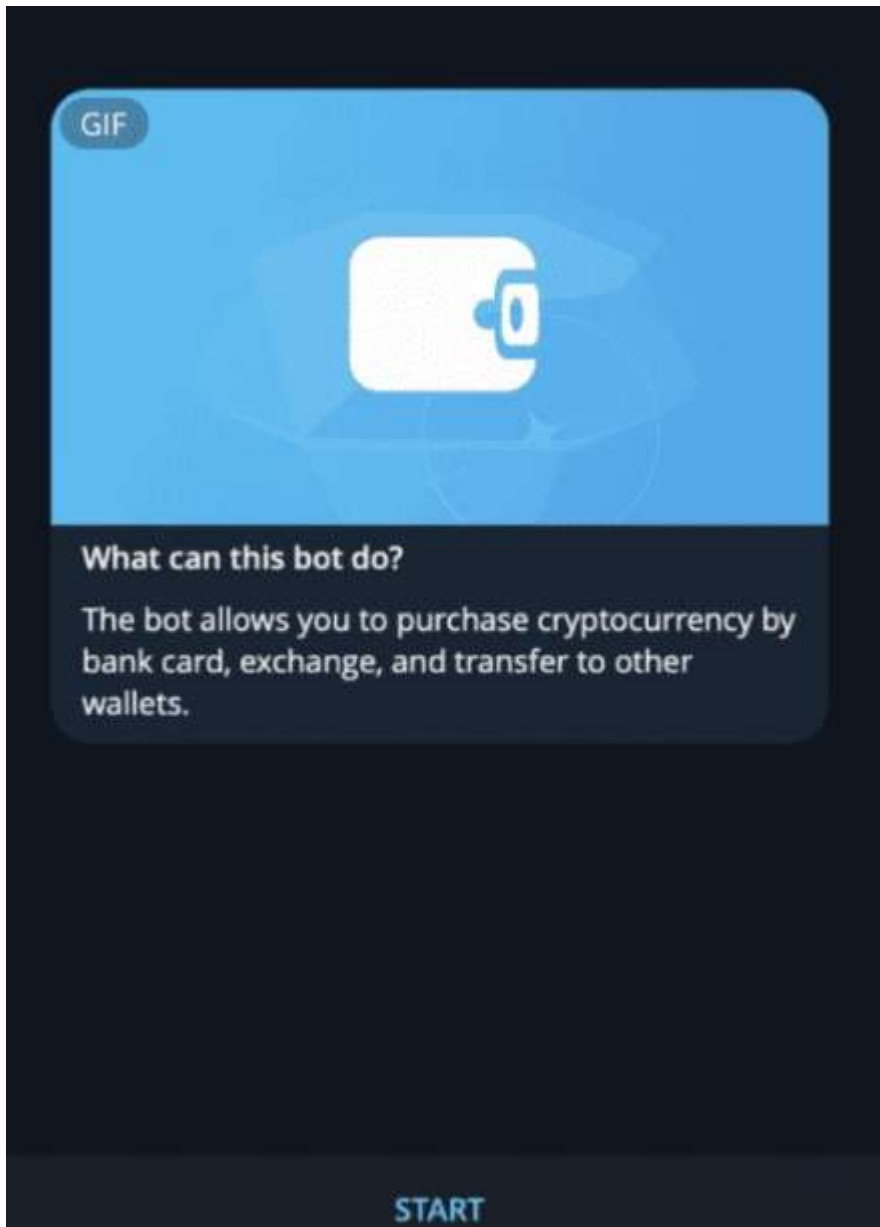 GIF
What can this bot do?
The bot allows you to purchase cryptocurrency by
bank card, exchange, and transfer to other
wallets.
START